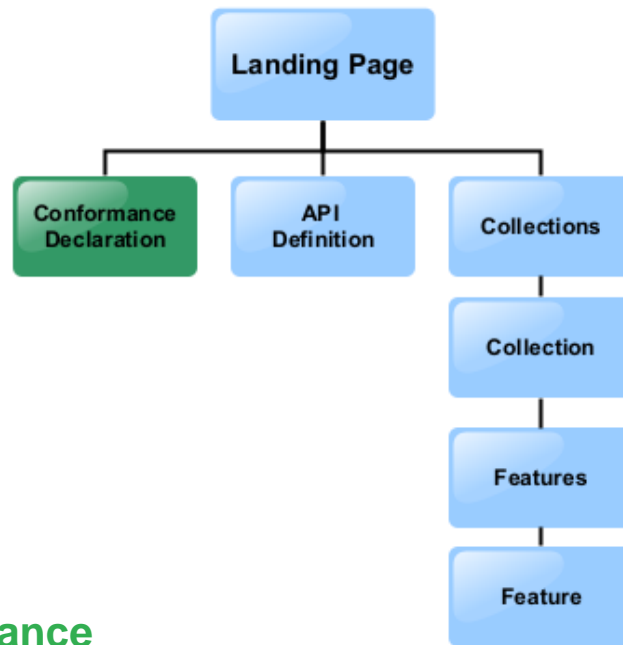 Landing Page
Conformance
Declaration
API
Definition
Collections
Collection
Features
Feature
ance